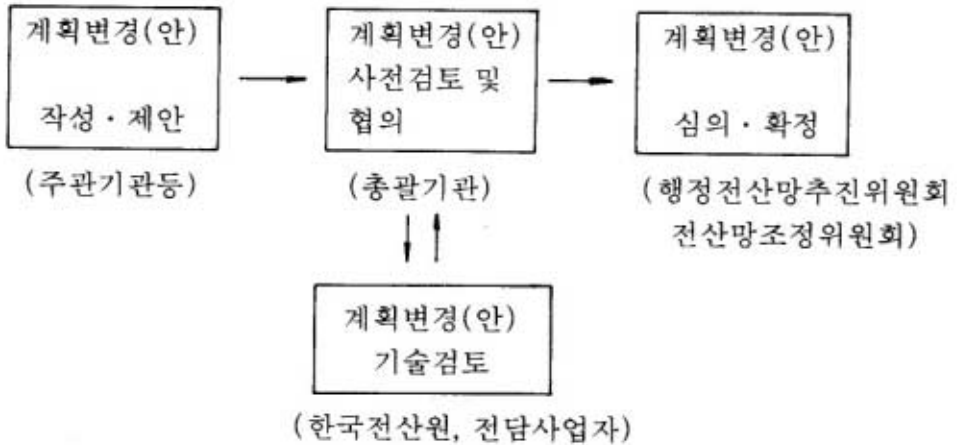 계획변경(안)
작성·제안
(주관기관등)
계획변경(안)
사전검토 및
협의
(총괄기관)
계획변경(안)
심의·확정
(행정전산망추진위원회
전산망조정위원회)
계획변경(안)
기술검토
(한국전산원, 전담사업자)